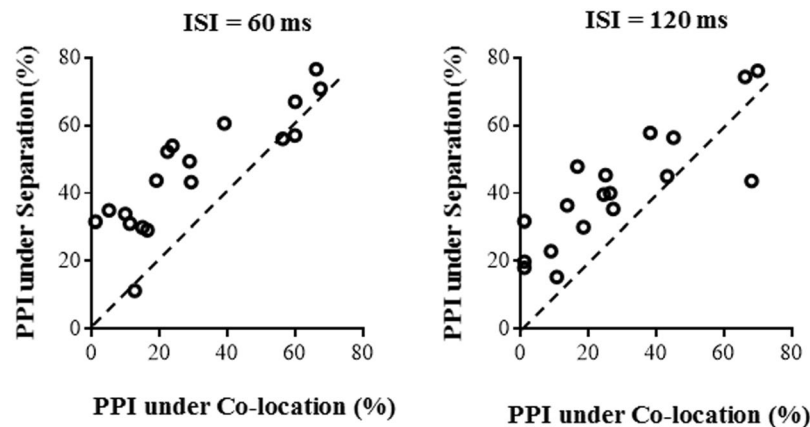 ISI = 60 ms
PPI under Separation (%)
80
60
40
20
0
0 20 40 60 80
PPI under Co-location (%)
ISI = 120 ms
PPI under Separation (%)
80
60
40
20
0
0 20 40 60 80
PPI under Co-location (%)